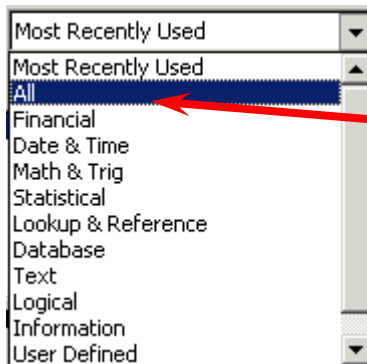 Most Recently Used
Most Recently Used
All
Financial
Date & Time
Math & Trig
Statistical
Lookup & Reference
Database
Text
Logical
Information
User Defined